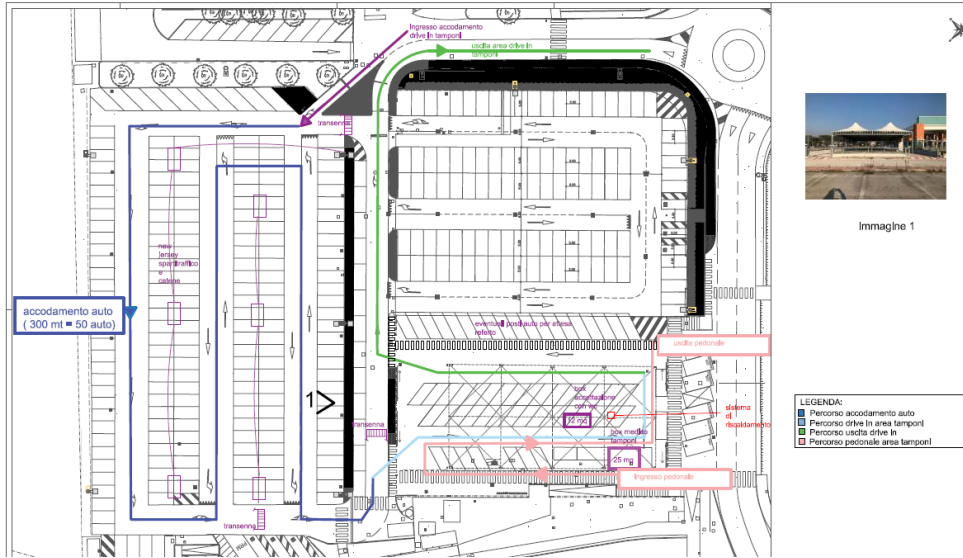 Ingresso accodamento
drive in tamponi
uscita area drive in
tamponi
transenna
new
jersey
spartitraffico
e
catene
accodamento auto
( 300 mt = 50 auto)
eventuali posti auto per attesa
referto
uscita pedonale
box
accettazione
con wc
12 mq
sistema
di
riscaldamento
box medico
tamponi
25 mq
transenna
ingresso pedonale
transenna
1
Immagine 1
LEGENDA:
Percorso accodamento auto
Percorso drive in area tamponi
Percorso uscita drive in
Percorso pedonale area tamponi